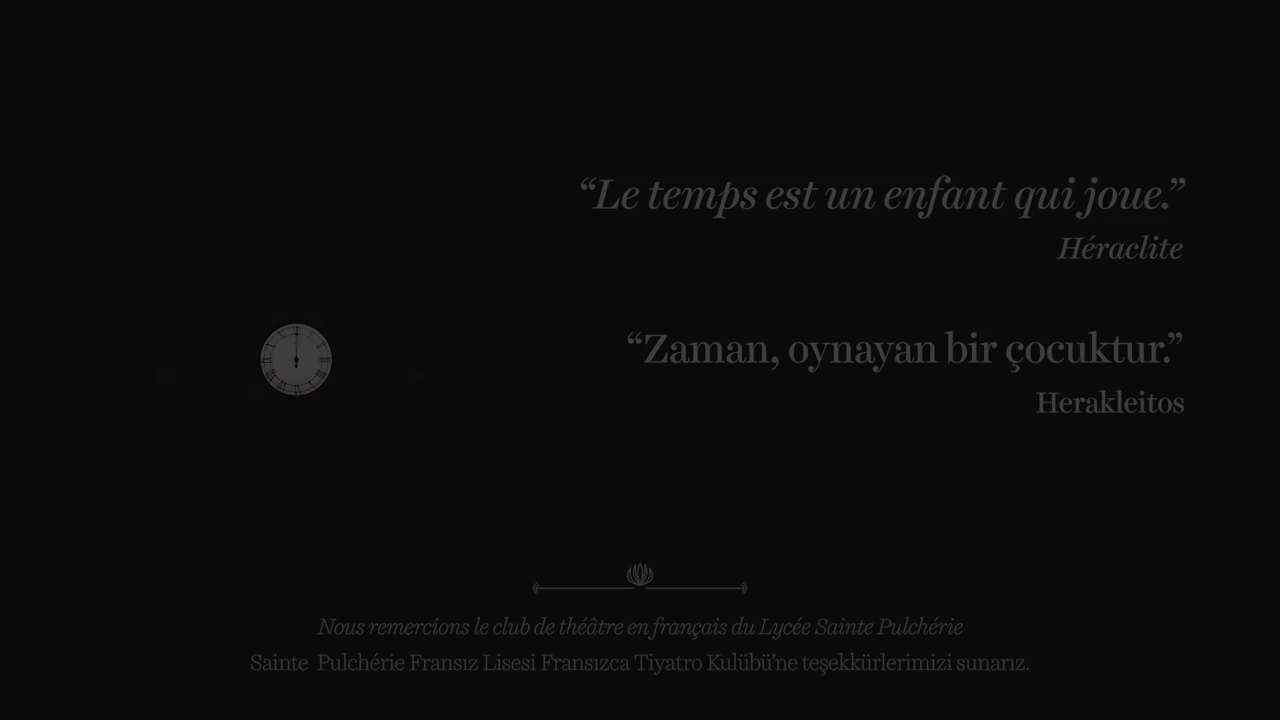 “Le temps est un enfant qui joue.”
Héraclite
“Zaman, oynayan bir çocuktur.”
Herakleitos
Nous remercions le club de théâtre en français du Lycée Sainte Pulchérie
Sainte Pulchérie Fransız Lisesi Fransızca Tiyatro Kulübü’ne teşekkürlerimizi sunarız.